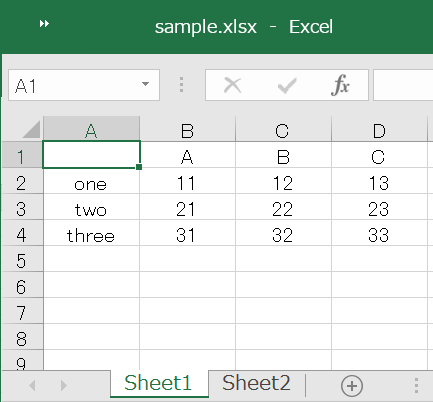 sample.xlsx - Excel
A1 fx
A B C D
1 A B C
2 one 11 12 13
3 two 21 22 23
4 three 31 32 33
5
6
7
8
9
Sheet1 Sheet2